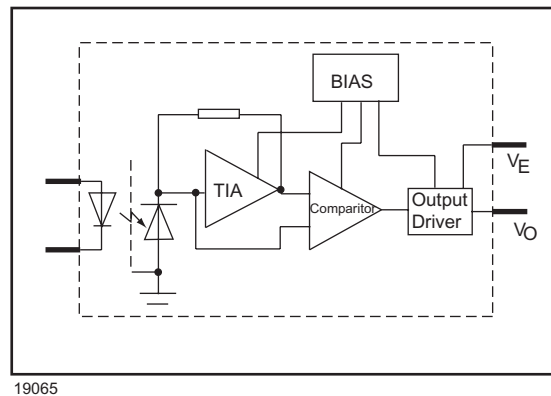 BIAS
TIA
Comparitor
Output
Driver
VE
VO
19065